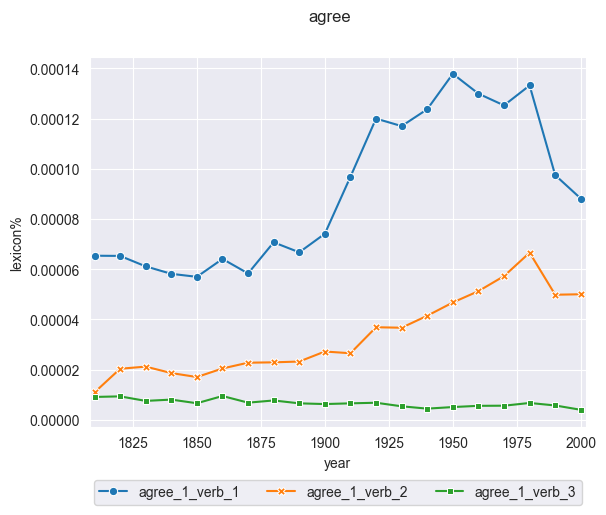 agree
0.00014
0.00012
0.00010
0.00008
0.00006
0.00004
0.00002
0.00000
lexicon%
1825 1850 1875 1900 1925 1950 1975 2000
year
agree_1_verb_1 agree_1_verb_2 agree_1_verb_3